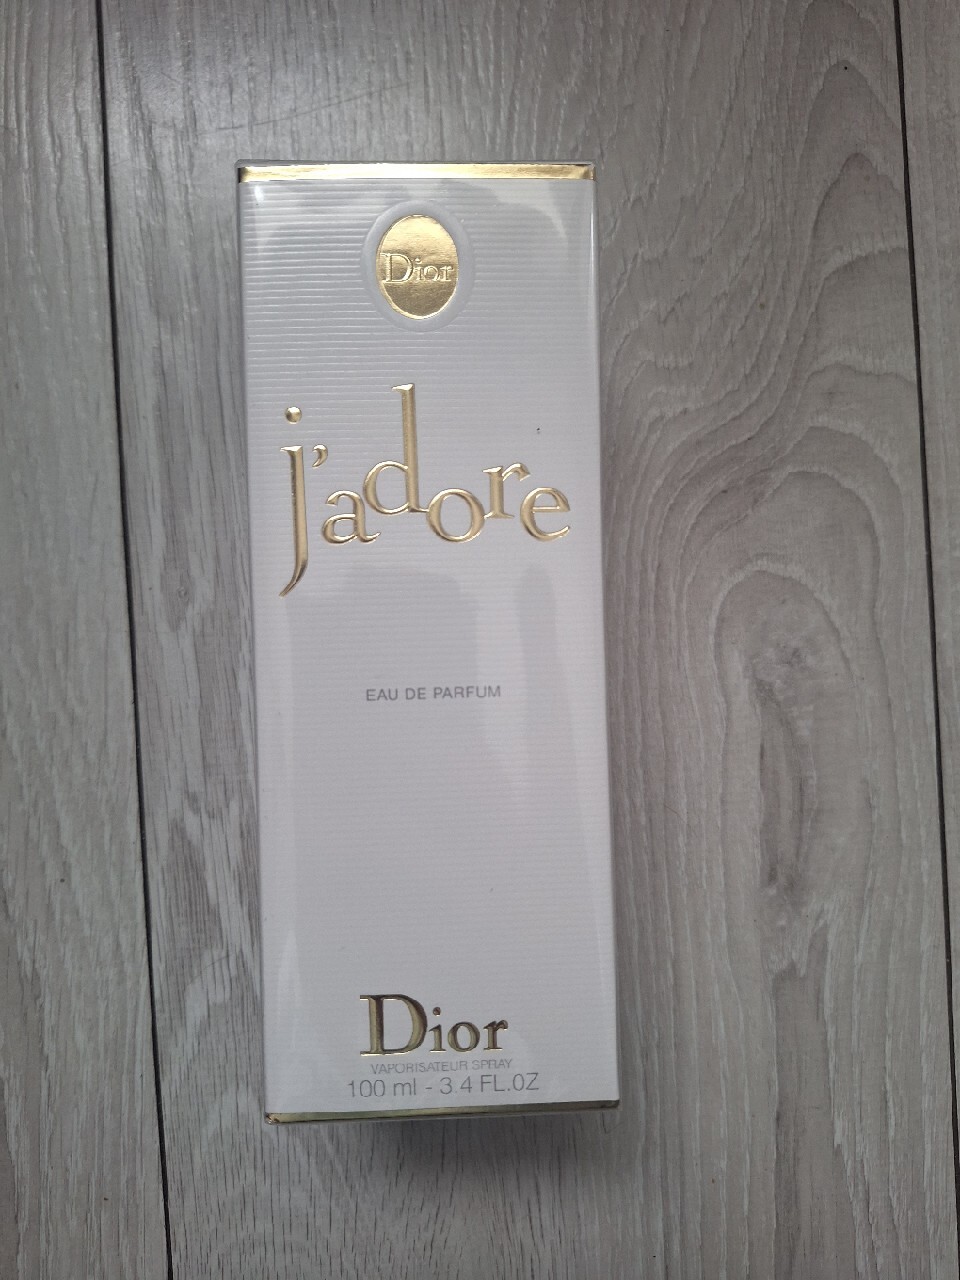 Dior
j'adore
EAU DE PARFUM
Dior
VAPORISATEUR SPRAY
100 ml - 3.4 FL.OZ